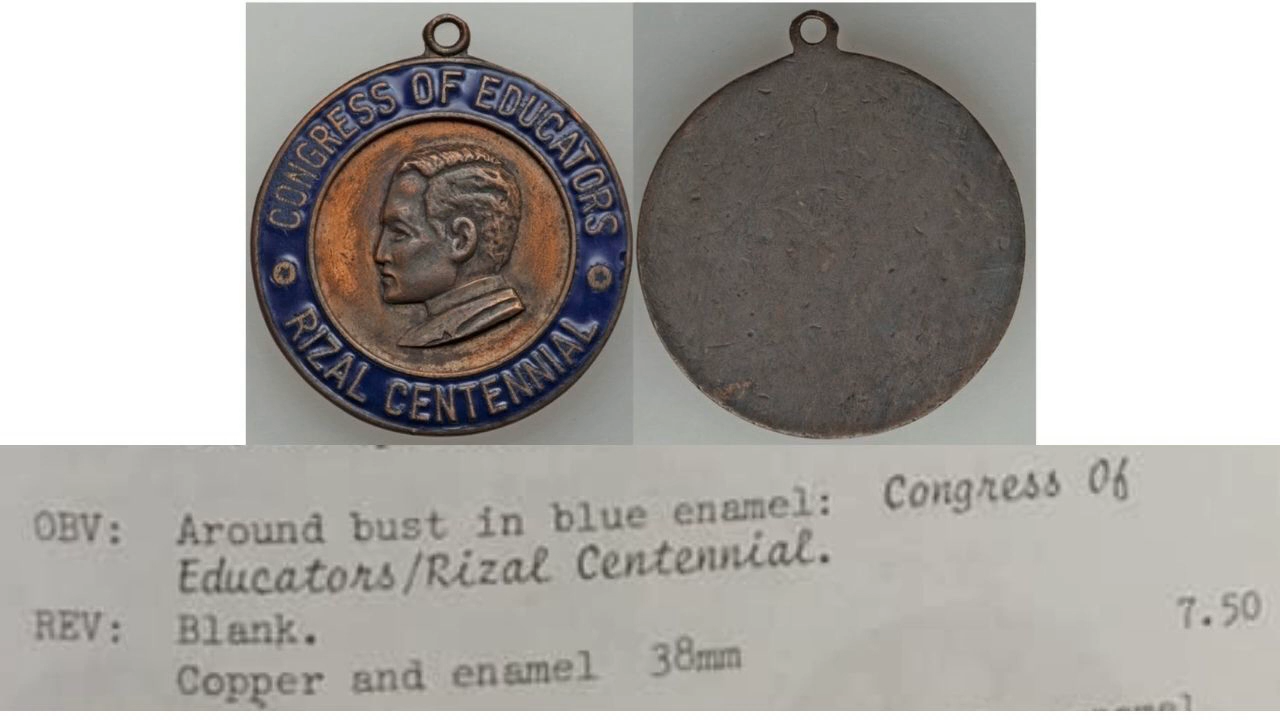 CONGRESS OF EDUCATORS
RIZAL CENTENNIAL
OBV: Around bust in blue enamel: Congress Of
Educators/Rizal Centennial.
REV: Blank. 7.50
Copper and enamel 38mm
enamel